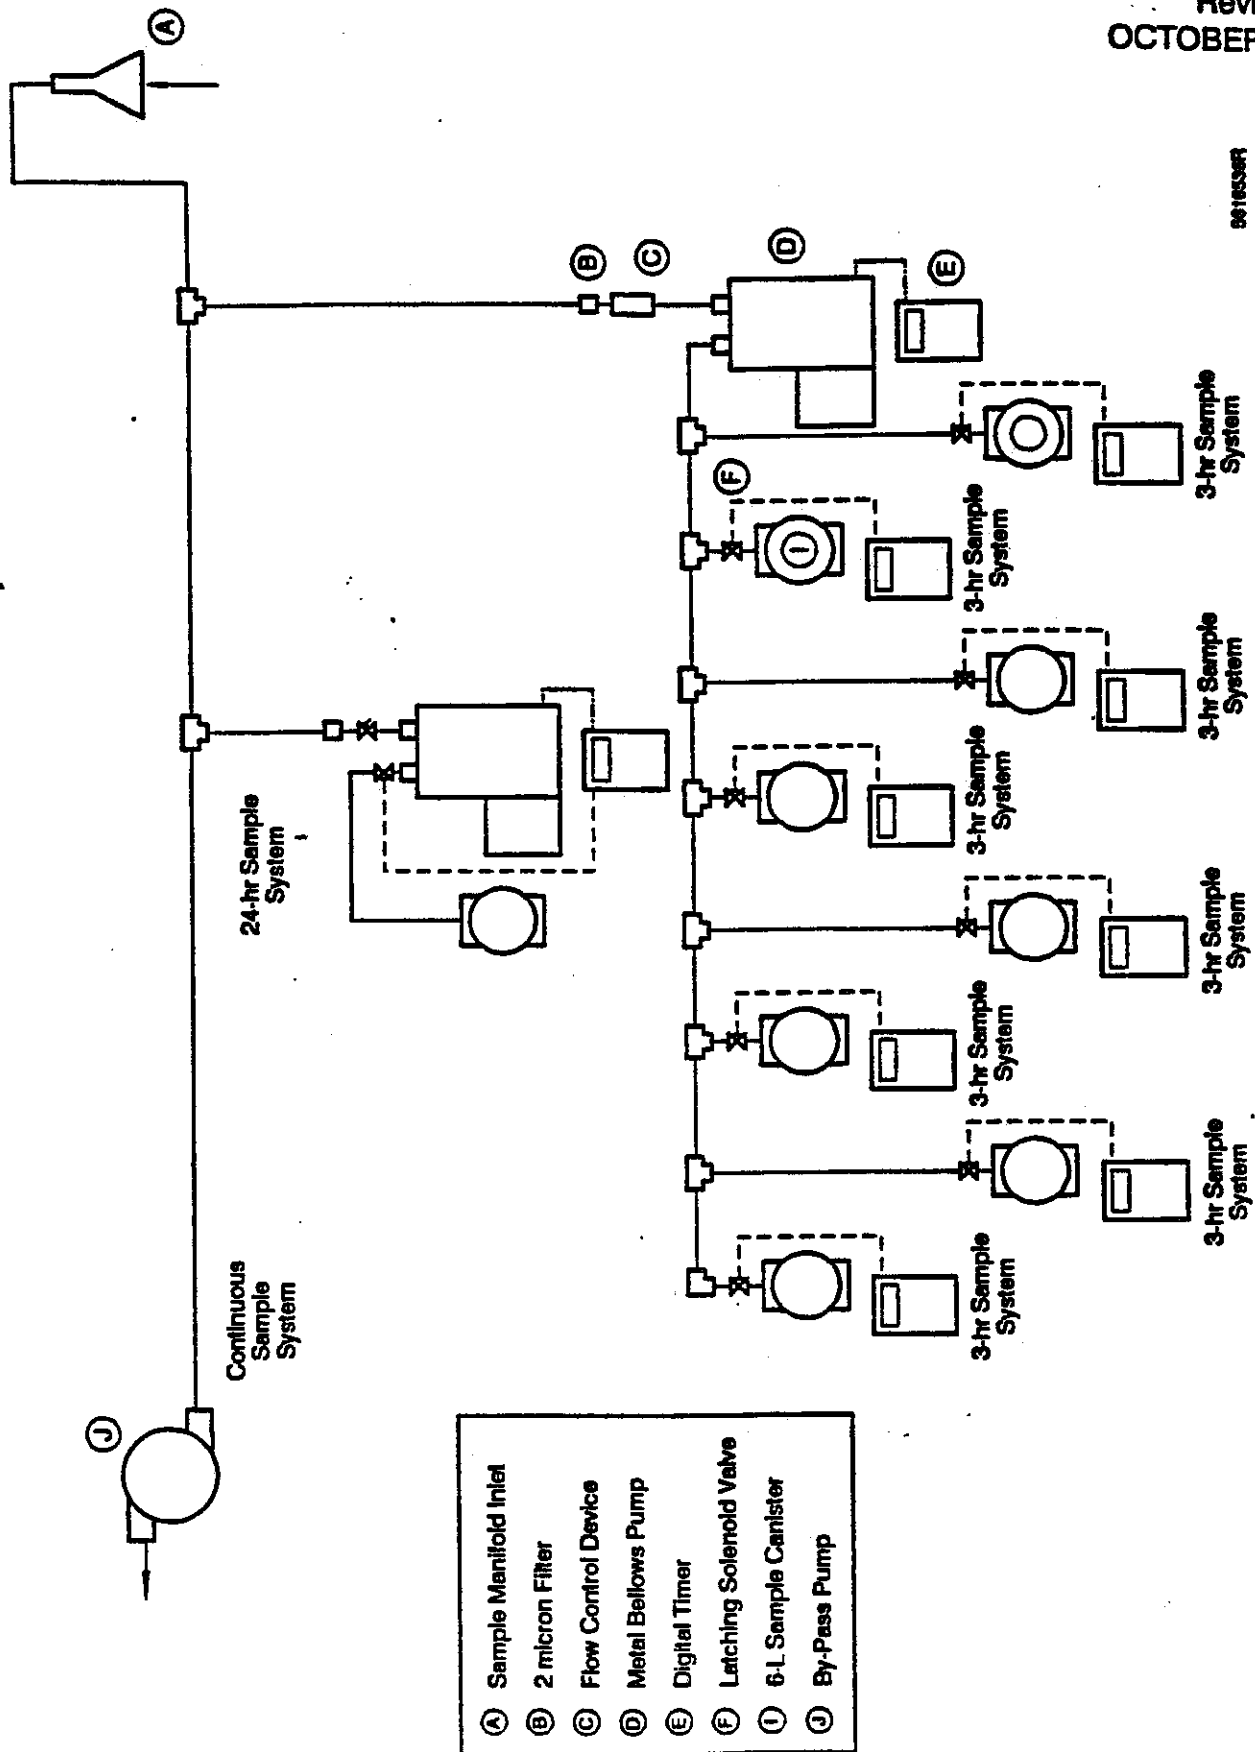 Revi
OCTOBER
A
B
C
D
E
F
I
J
Continuous
Sample
System
24-hr Sample
System
3-hr Sample
System
3-hr Sample
System
3-hr Sample
System
3-hr Sample
System
3-hr Sample
System
3-hr Sample
System
3-hr Sample
System
3-hr Sample
System
A Sample Manifold Inlet
B 2 micron Filter
C Flow Control Device
D Metal Bellows Pump
E Digital Timer
F Latching Solenoid Valve
I 6-L Sample Canister
J By-Pass Pump